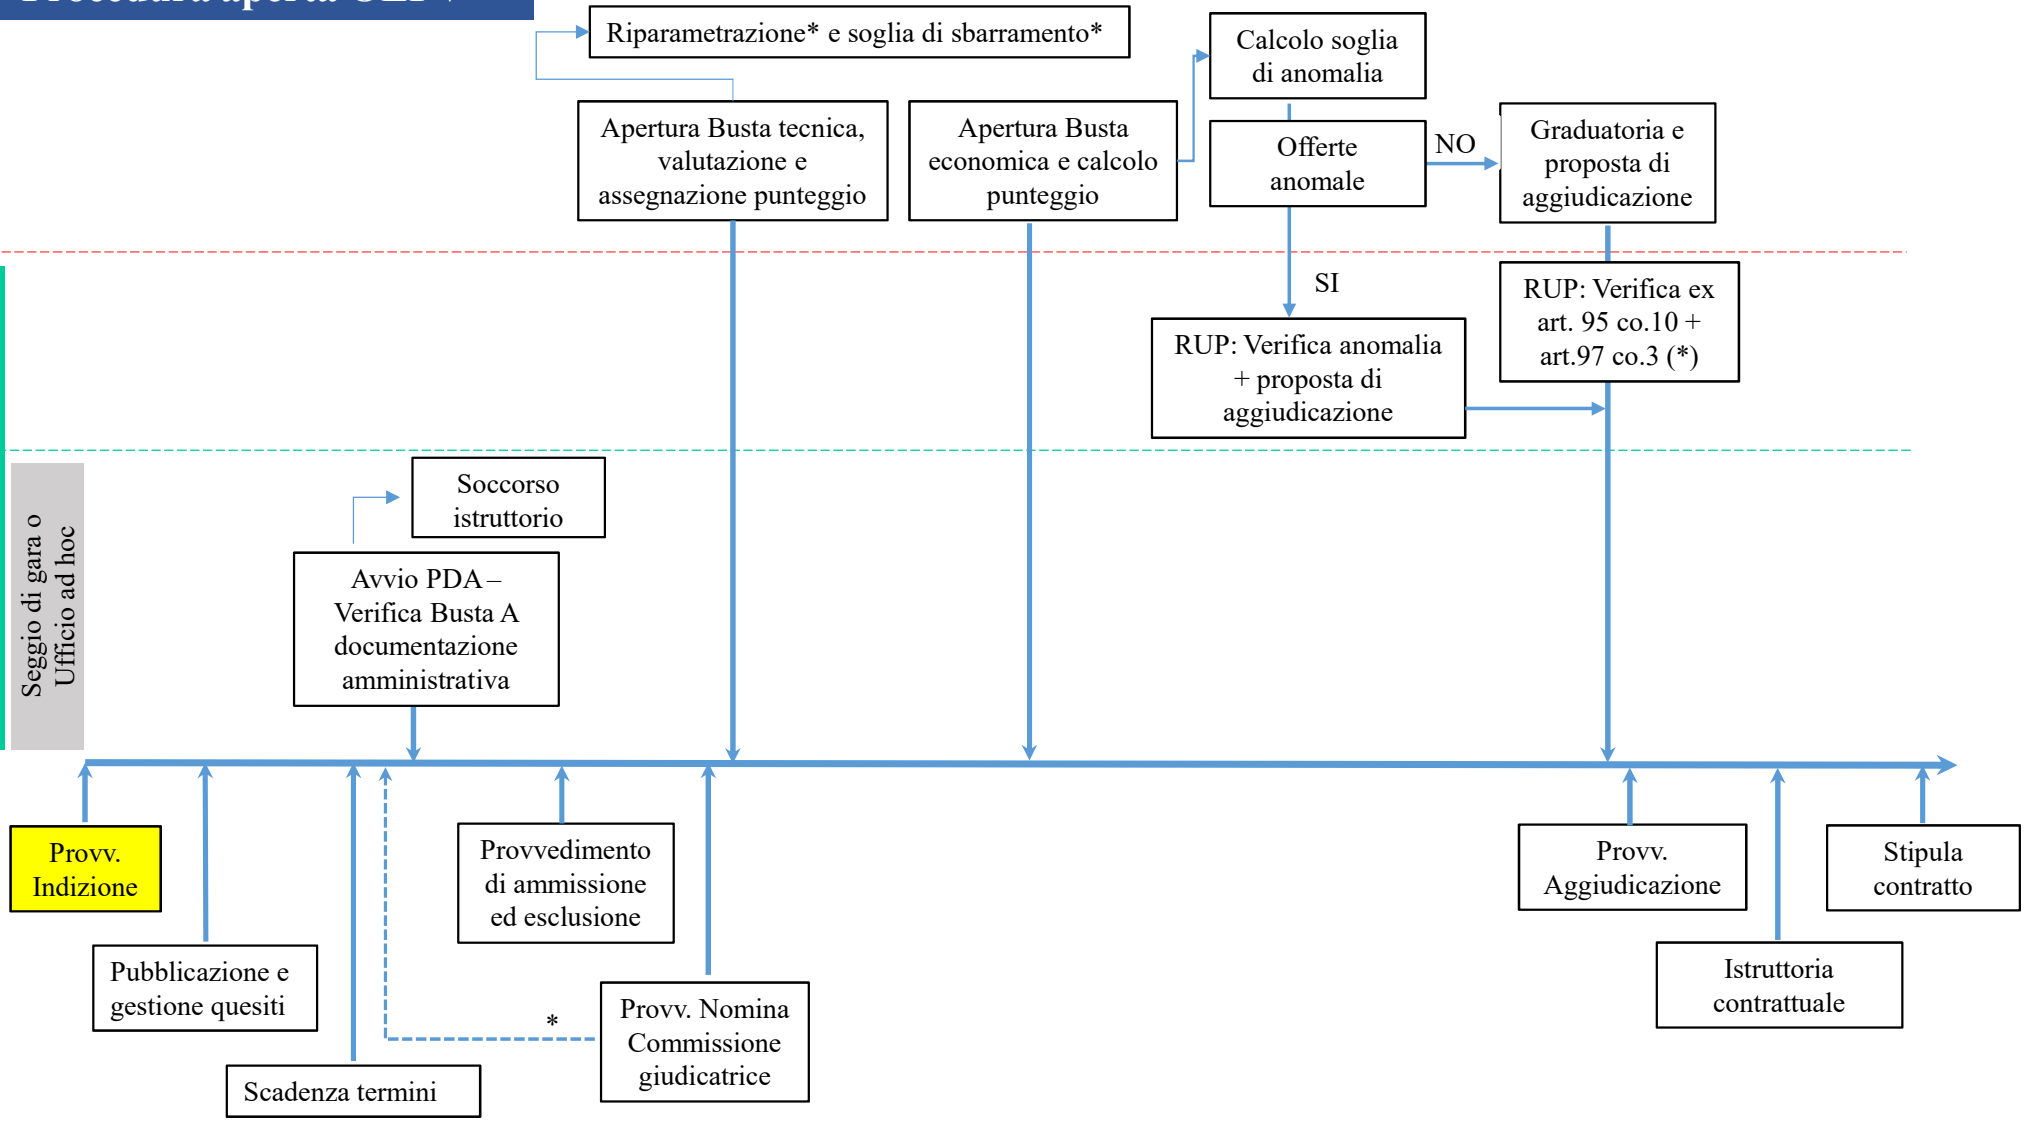 Procedura aperta OEPV
Riparametrazione* e soglia di sbarramento*
Calcolo soglia
di anomalia
Apertura Busta tecnica,
valutazione e
assegnazione punteggio
Apertura Busta
economica e calcolo
punteggio
Offerte
anomale
NO
Graduatoria e
proposta di
aggiudicazione
SI
RUP: Verifica ex
art. 95 co.10 +
art.97 co.3 (*)
RUP: Verifica anomalia
+ proposta di
aggiudicazione
Seggio di gara o
Ufficio ad hoc
Soccorso
istruttorio
Avvio PDA –
Verifica Busta A
documentazione
amministrativa
Provv.
Indizione
Pubblicazione e
gestione quesiti
Scadenza termini
Provvedimento
di ammissione
ed esclusione
*
Provv. Nomina
Commissione
giudicatrice
Provv.
Aggiudicazione
Istruttoria
contrattuale
Stipula
contratto